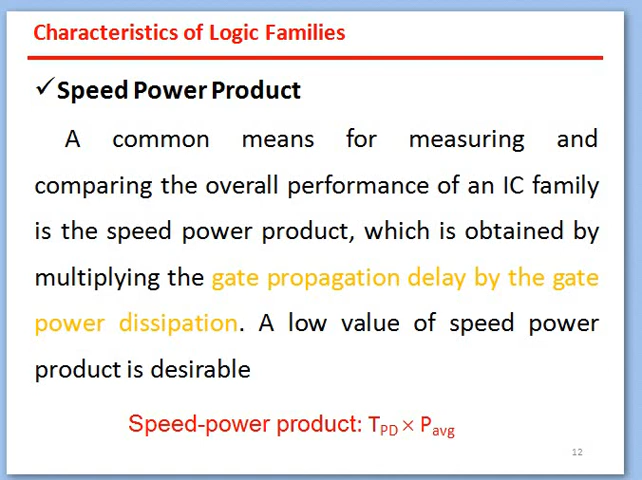 Characteristics of Logic Families
✓Speed Power Product
A common means for measuring and
comparing the overall performance of an IC family
is the speed power product, which is obtained by
multiplying the gate propagation delay by the gate
power dissipation. A low value of speed power
product is desirable
Speed-power product: TPD × Pavg
12